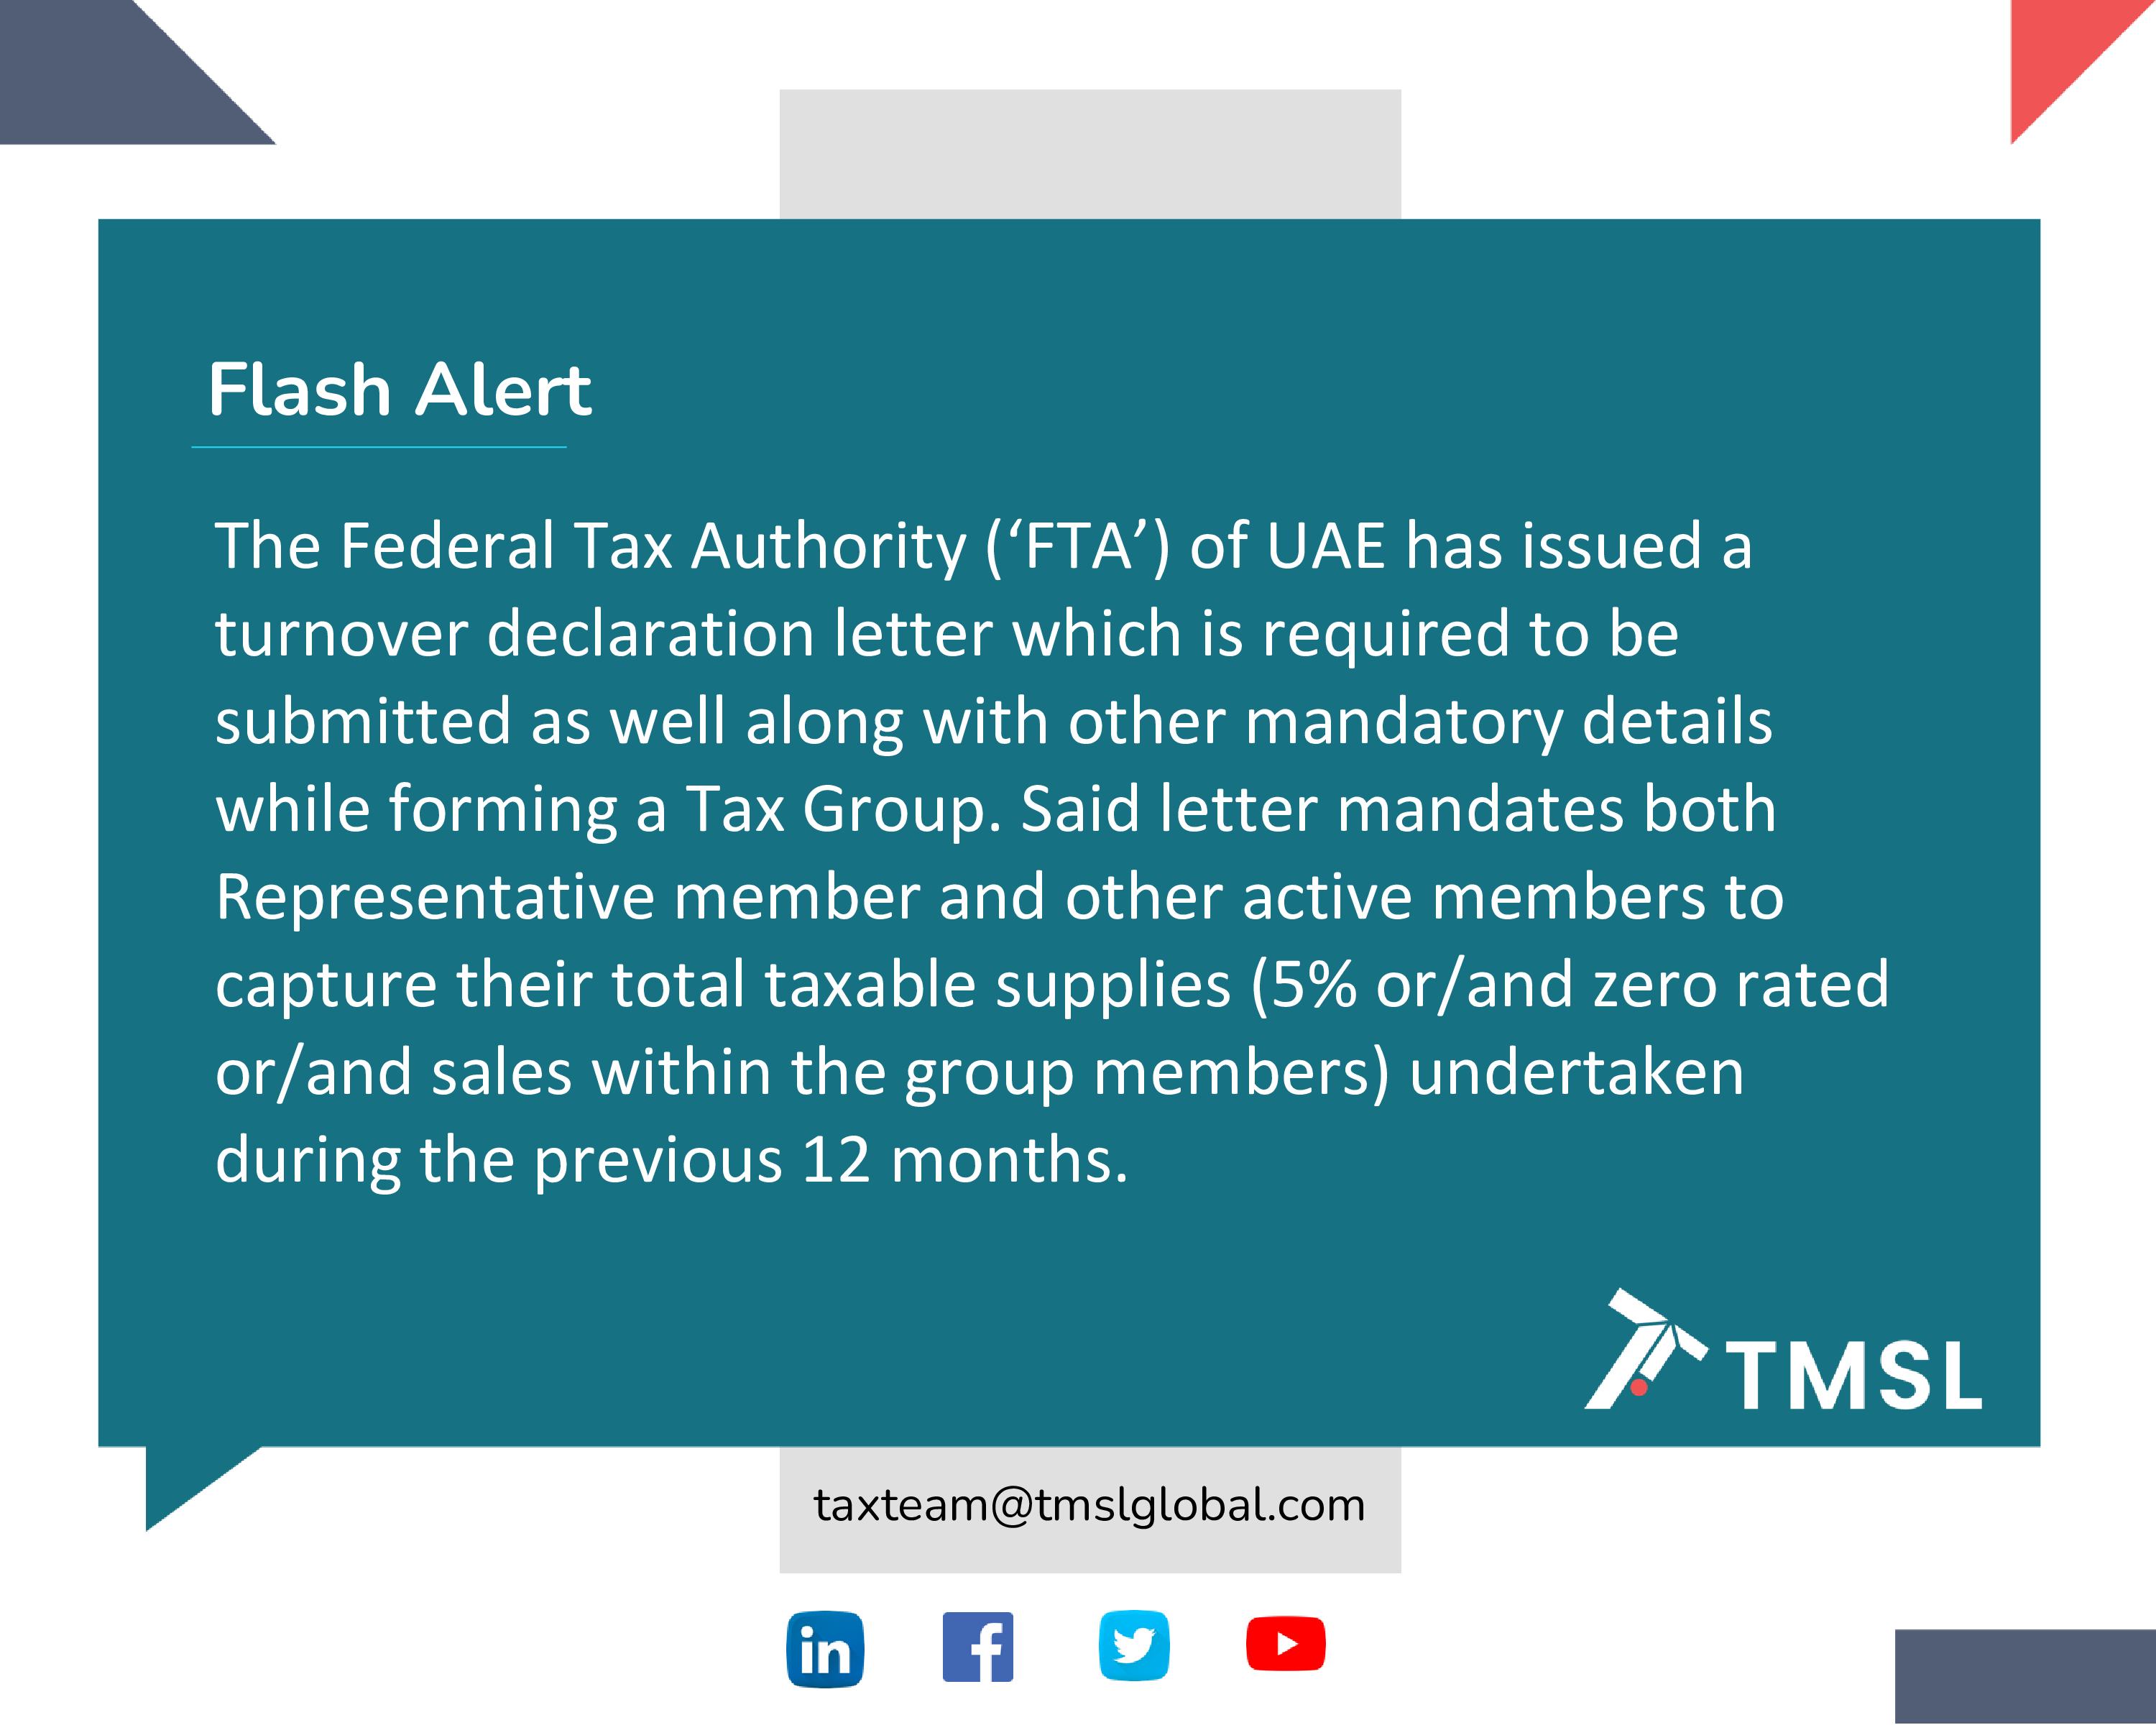 Flash Alert
The Federal Tax Authority (‘FTA’) of UAE has issued a
turnover declaration letter which is required to be
submitted as well along with other mandatory details
while forming a Tax Group. Said letter mandates both
Representative member and other active members to
capture their total taxable supplies (5% or/and zero rated
or/and sales within the group members) undertaken
during the previous 12 months.
TMSL
taxteam@tmslglobal.com
in f